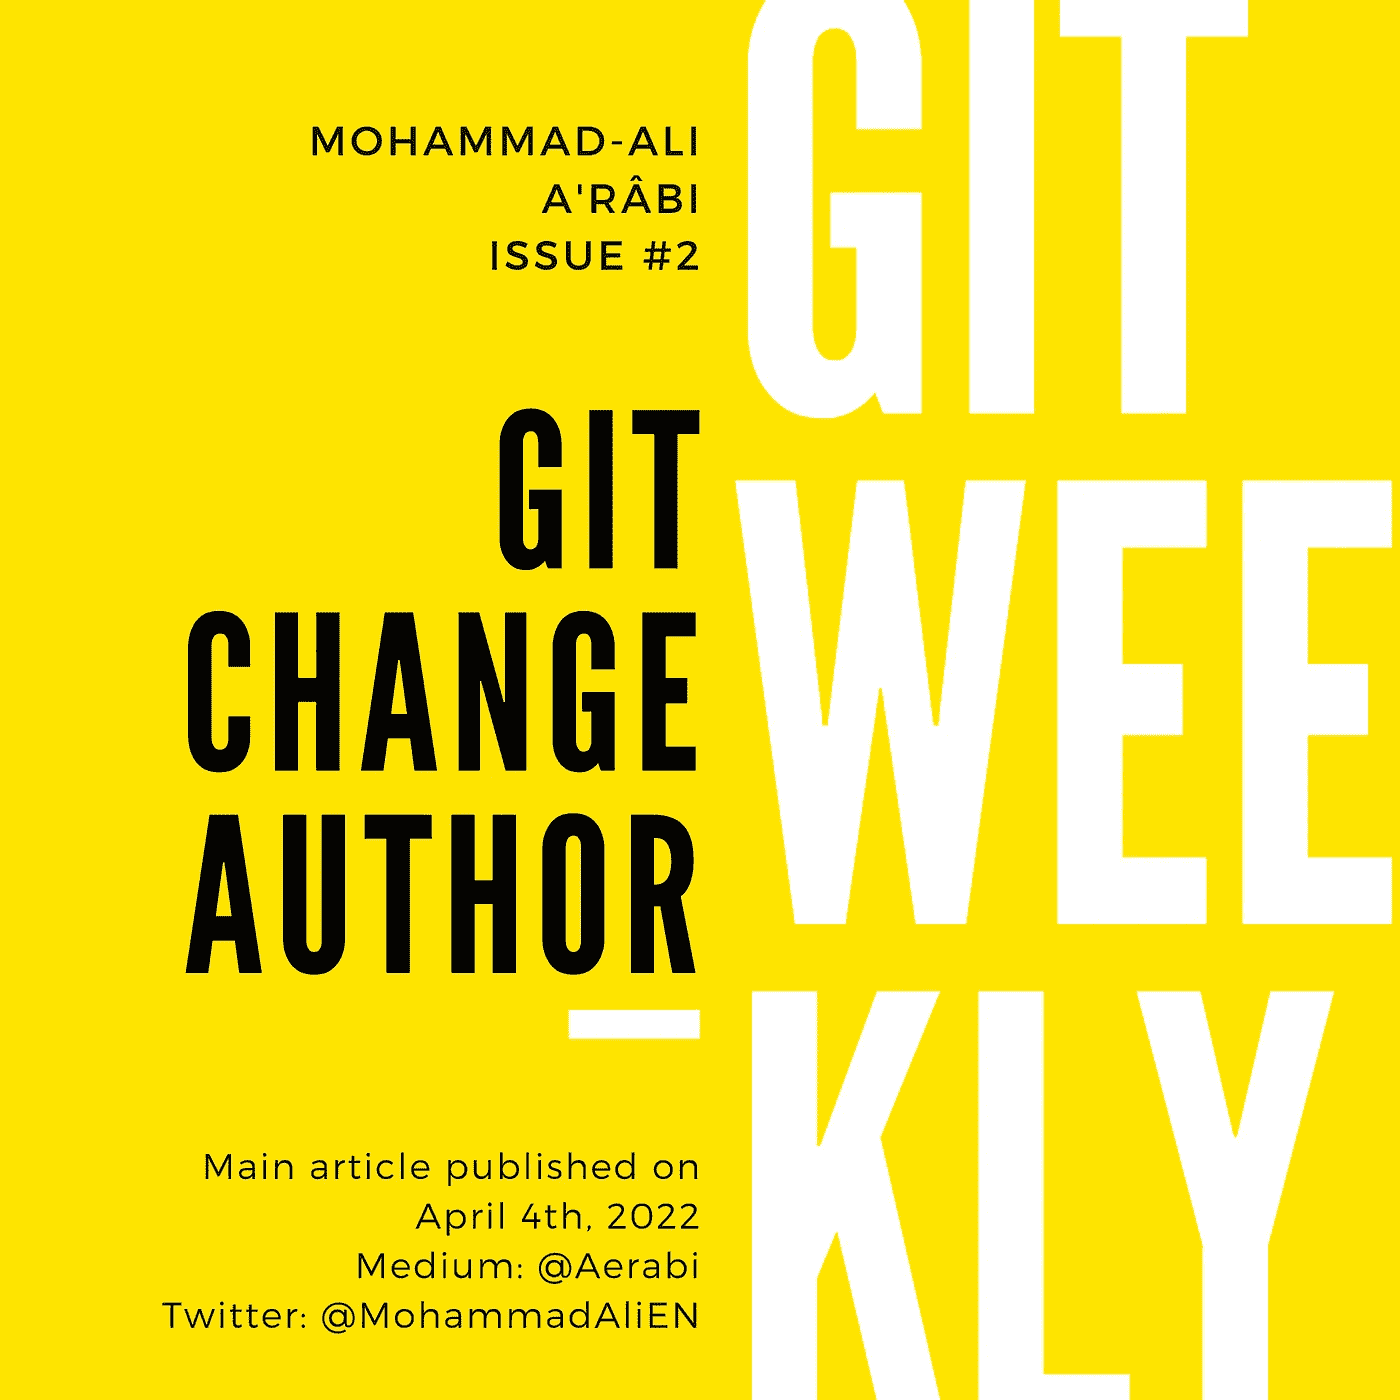 MOHAMMAD-ALI
A'RÂBI
ISSUE #2
GIT
CHANGE
AUTHOR
Main article published on
April 4th, 2022
Medium: @Aerabi
Twitter: @MohammadAliEN
GIT
WEE
KLY